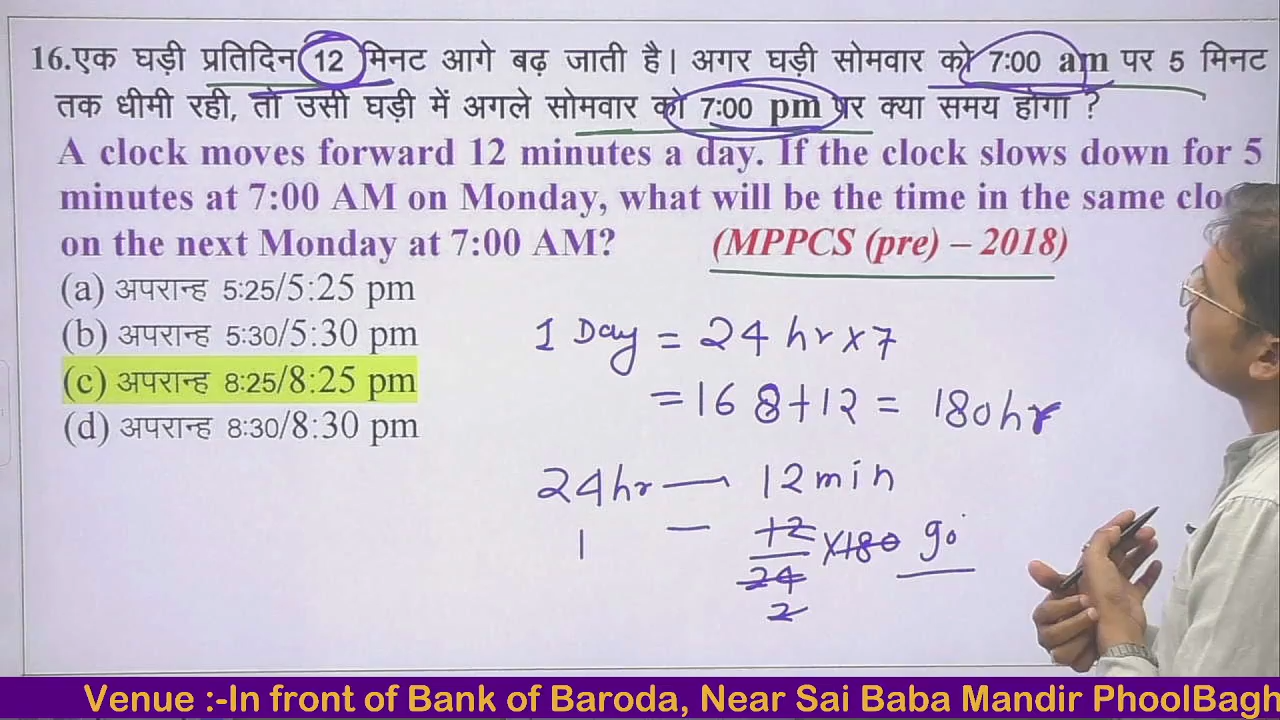 16.एक घड़ी प्रतिदिन 12 मिनट आगे बढ़ जाती है। अगर घड़ी सोमवार को 7:00 am पर 5 मिनट
तक धीमी रही, तो उसी घड़ी में अगले सोमवार को 7:00 pm पर क्या समय होगा ?
A clock moves forward 12 minutes a day. If the clock slows down for 5
minutes at 7:00 AM on Monday, what will be the time in the same clo
on the next Monday at 7:00 AM? (MPPCS (pre) – 2018)
(a) अपरान्ह 5:25/5:25 pm
(b) अपरान्ह 5:30/5:30 pm
(c) अपरान्ह 8:25/8:25 pm
(d) अपरान्ह 8:30/8:30 pm
1 Day = 24 hr x 7
= 168 + 12 = 180hr
24hr — 12min
1 — 12/24 x 180 90
2
Venue :-In front of Bank of Baroda, Near Sai Baba Mandir PhoolBagh